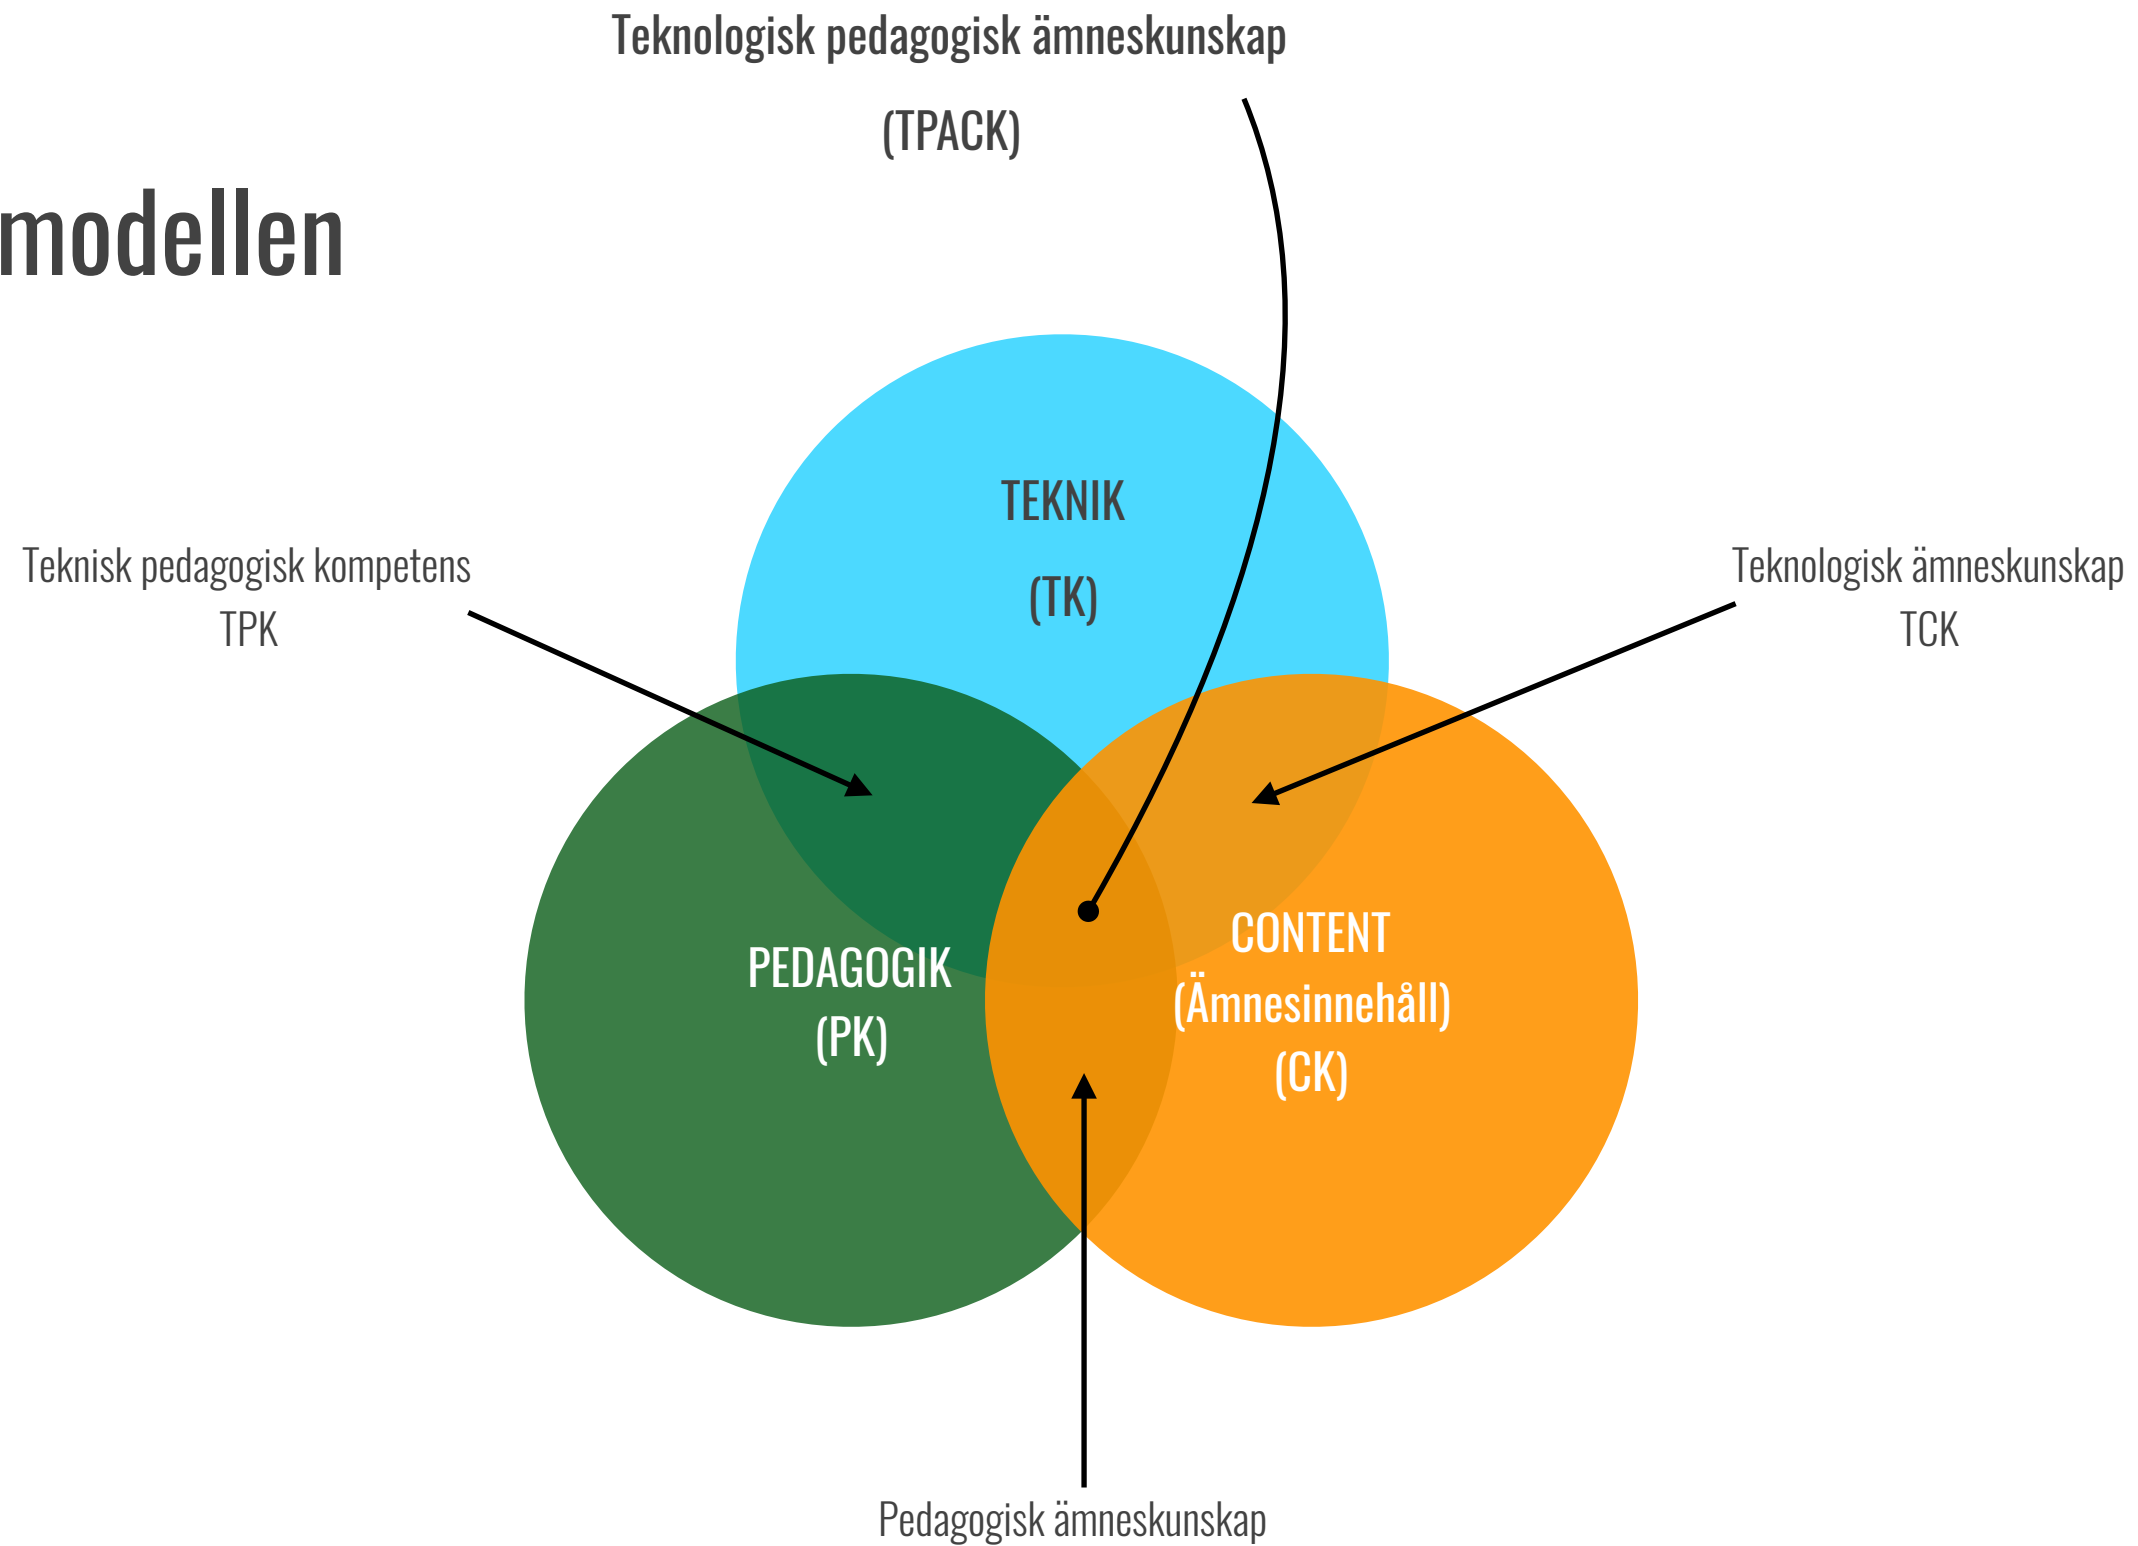 Teknologisk pedagogisk ämneskunskap
(TPACK)
modellen
TEKNIK
(TK)
Teknisk pedagogisk kompetens
TPK
Teknologisk ämneskunskap
TCK
PEDAGOGIK
(PK)
CONTENT
(Ämnesinnehåll)
(CK)
Pedagogisk ämneskunskap